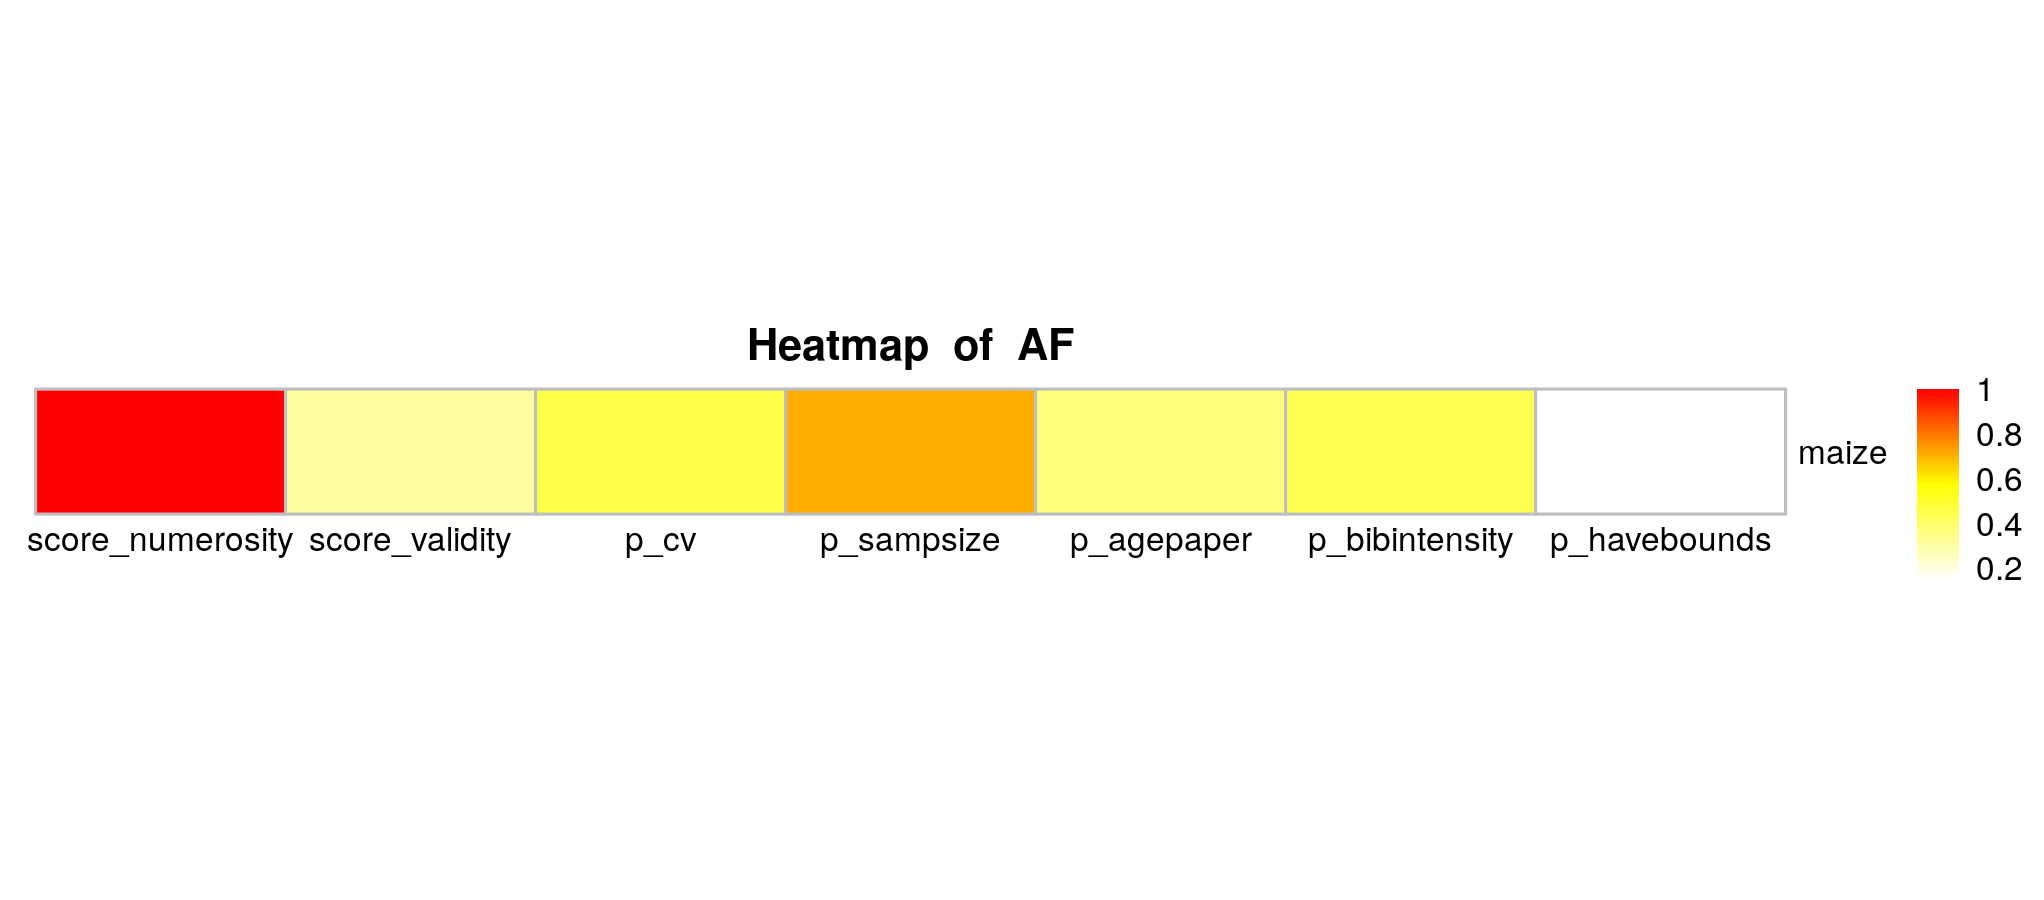 Heatmap of AF
maize
score_numerosity score_validity p_cv p_sampsize p_agepaper p_bibintensity p_havebounds
1
0.8
0.6
0.4
0.2